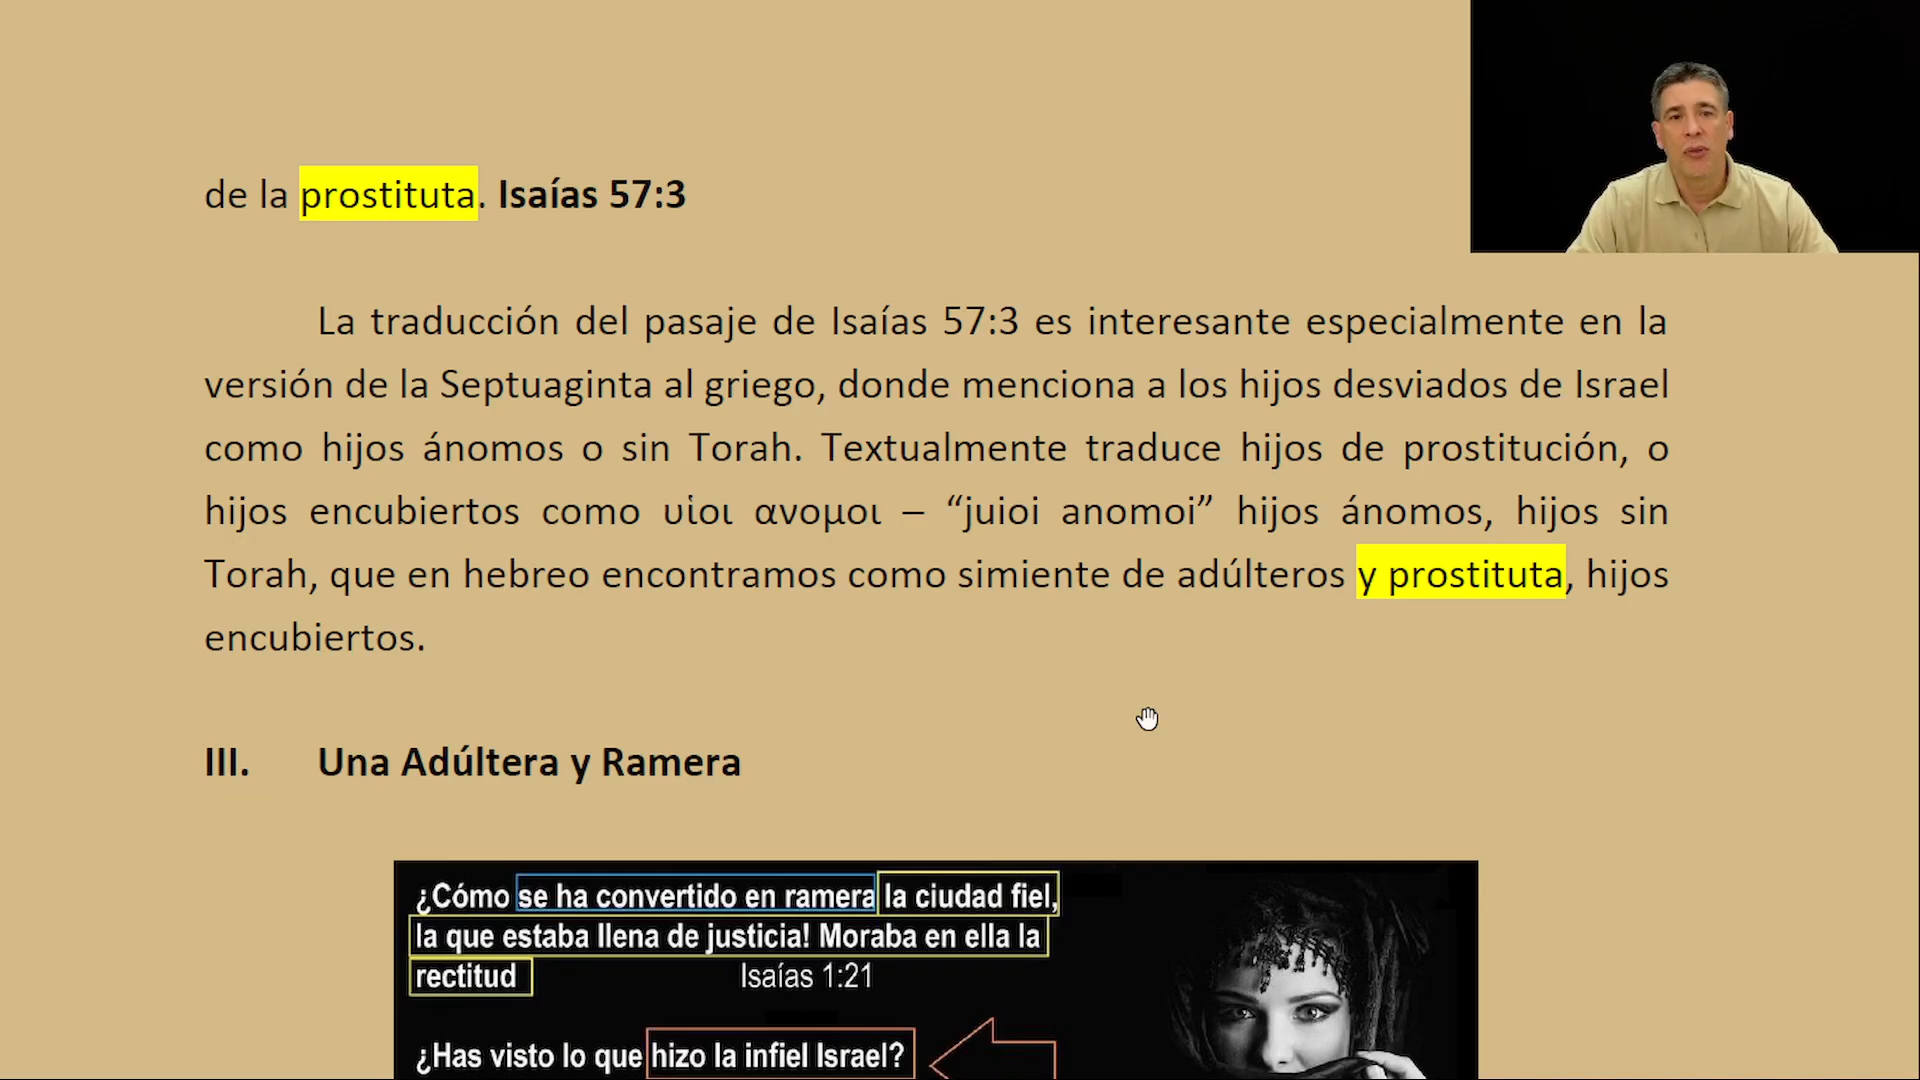 de la prostituta. Isaías 57:3
La traducción del pasaje de Isaías 57:3 es interesante especialmente en la
versión de la Septuaginta al griego, donde menciona a los hijos desviados de Israel
como hijos ánomos o sin Torah. Textualmente traduce hijos de prostitución, o
hijos encubiertos como υἱοι ανομοι – “juioi anomoi” hijos ánomos, hijos sin
Torah, que en hebreo encontramos como simiente de adúlteros y prostituta, hijos
encubiertos.
III. Una Adúltera y Ramera
¿Cómo se ha convertido en ramera la ciudad fiel,
la que estaba llena de justicia! Moraba en ella la
rectitud Isaías 1:21
¿Has visto lo que hizo la infiel Israel?